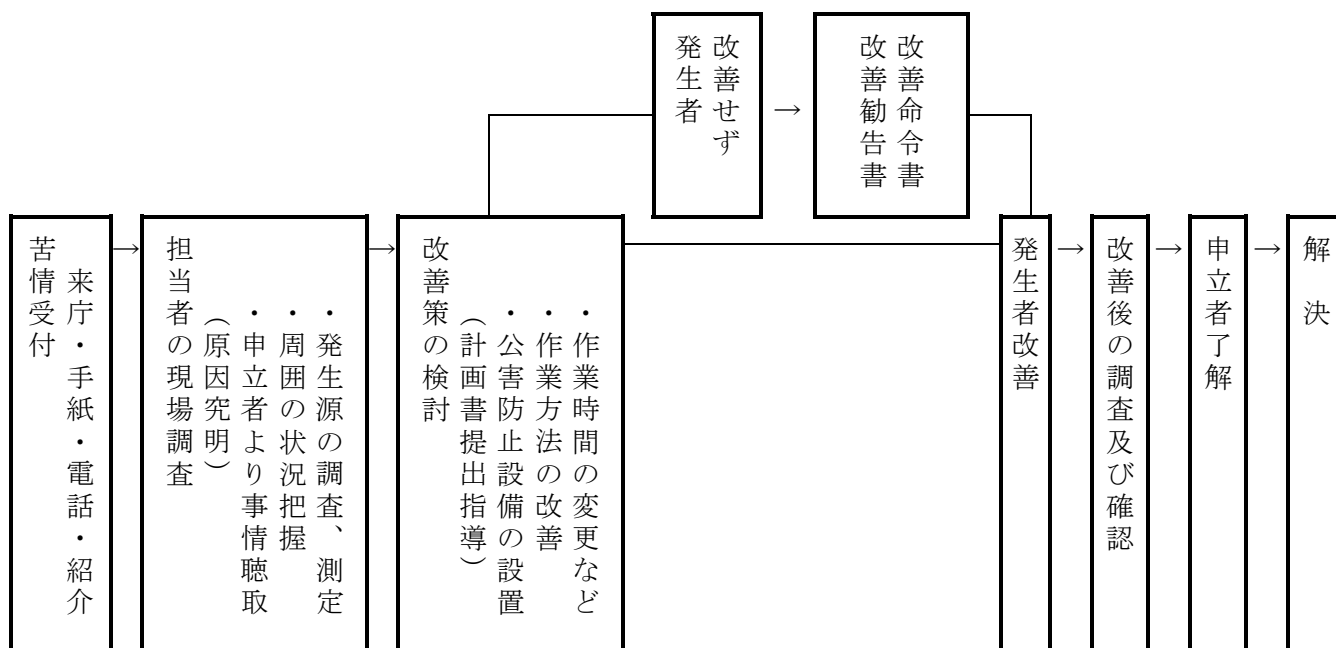 苦情受付
来庁・手紙・電話・紹介
→
担当者の現場調査
（原因究明）
・申立者より事情聴取
・周囲の状況把握
・発生源の調査、測定
→
改善策の検討
（計画書提出指導）
・公害防止設備の設置
・作業方法の改善
・作業時間の変更など
発生者
改善せず
→
改善勧告書
改善命令書
発生者改善
→
改善後の調査及び確認
→
申立者了解
→
解　決